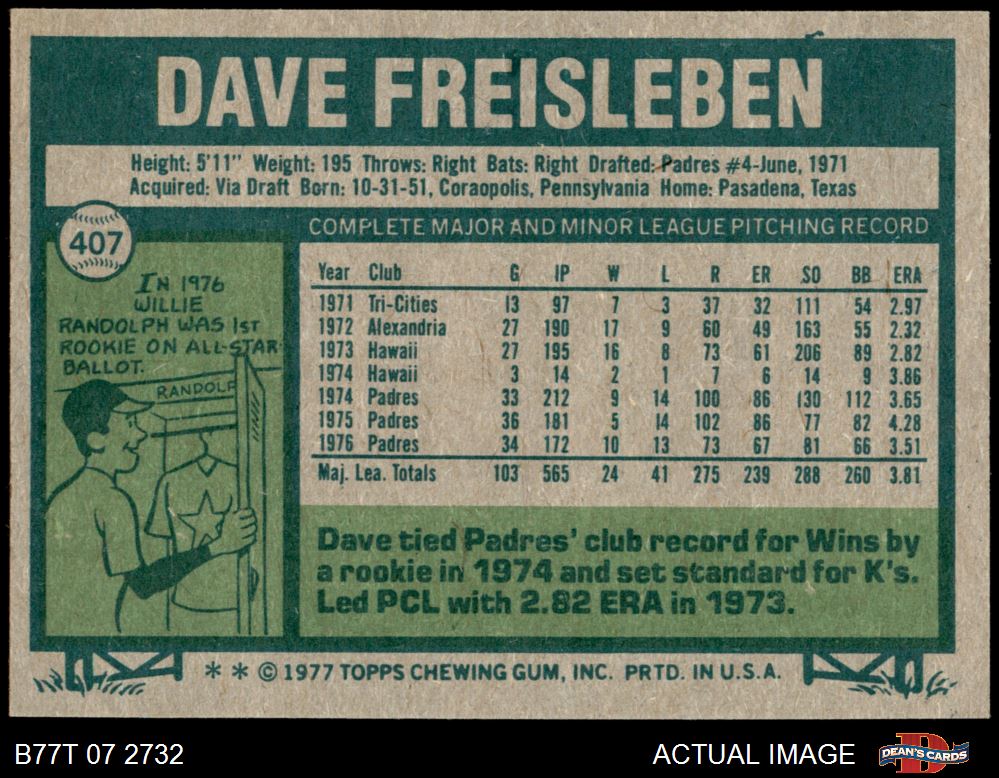 DAVE FREISLEBEN
Height: 5'11" Weight: 195 Throws: Right Bats: Right Drafted: Padres #4-June, 1971
Acquired: Via Draft Born: 10-31-51, Coraopolis, Pennsylvania Home: Pasadena, Texas
407
IN 1976
WILLIE
RANDOLPH WAS 1ST
ROOKIE ON ALL-STAR
BALLOT.
RANDOLP
COMPLETE MAJOR AND MINOR LEAGUE PITCHING RECORD
Year Club G IP W L R ER SO BB ERA
1971 Tri-Cities 13 97 7 3 37 32 111 54 2.97
1972 Alexandria 27 190 17 9 60 49 163 55 2.32
1973 Hawaii 27 195 16 8 73 61 206 89 2.82
1974 Hawaii 3 14 2 1 7 6 14 9 3.86
1974 Padres 33 212 9 14 100 86 130 112 3.65
1975 Padres 36 181 5 14 102 86 77 82 4.28
1976 Padres 34 172 10 13 73 67 81 66 3.51
Maj. Lea. Totals 103 565 24 41 275 239 288 260 3.81
Dave tied Padres' club record for Wins by
a rookie in 1974 and set standard for K's.
Led PCL with 2.82 ERA in 1973.
* * © 1977 TOPPS CHEWING GUM, INC. PRTD. IN U.S.A.
B77T 07 2732
ACTUAL IMAGE
DEAN'S CARDS